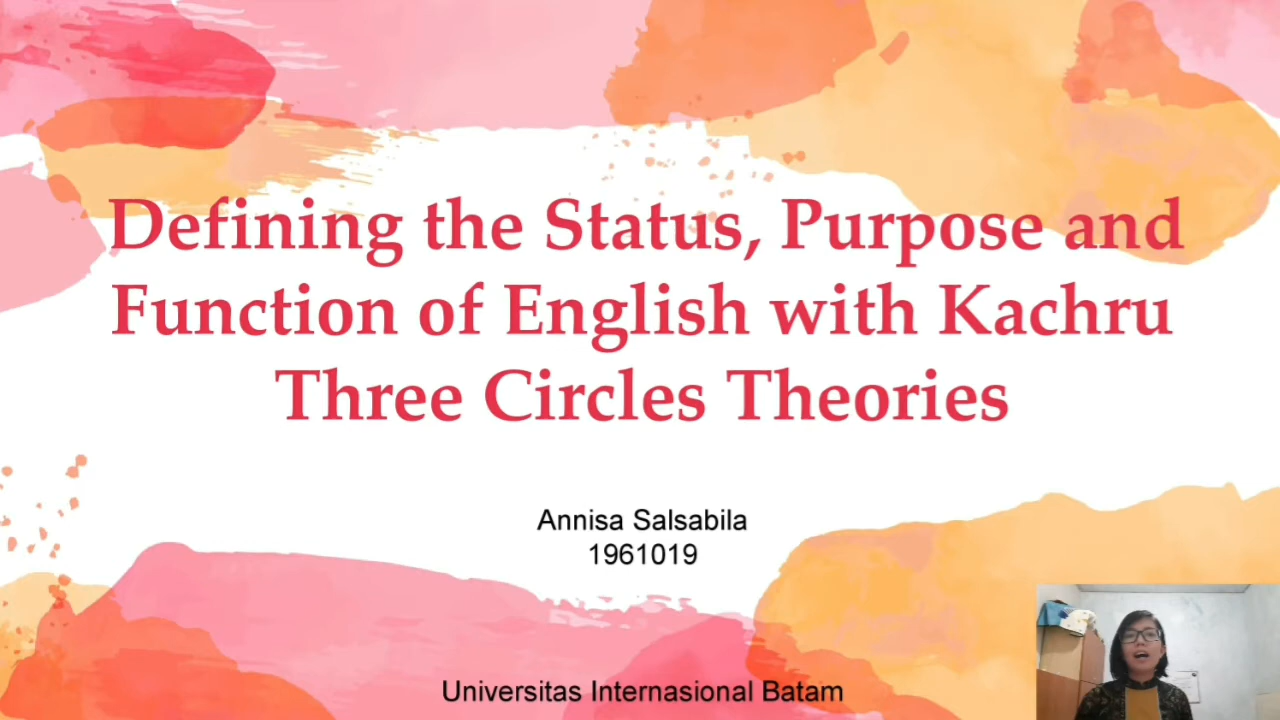 Defining the Status, Purpose and
Function of English with Kachru
Three Circles Theories
Annisa Salsabila
1961019
Universitas Internasional Batam